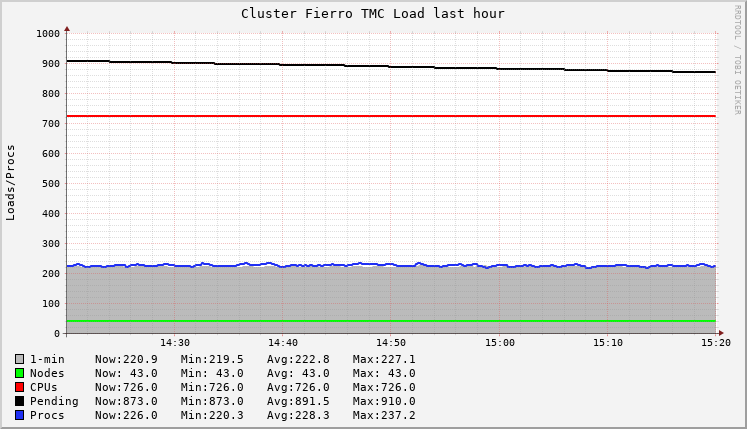 Cluster Fierro TMC Load last hour
RRDTOOL / TOBI OETIKER
Loads/Procs
1000
900
800
700
600
500
400
300
200
100
0
14:30 14:40 14:50 15:00 15:10 15:20
1-min Now:220.9 Min:219.5 Avg:222.8 Max:227.1
Nodes Now: 43.0 Min: 43.0 Avg: 43.0 Max: 43.0
CPUs Now:726.0 Min:726.0 Avg:726.0 Max:726.0
Pending Now:873.0 Min:873.0 Avg:891.5 Max:910.0
Procs Now:226.0 Min:220.3 Avg:228.3 Max:237.2